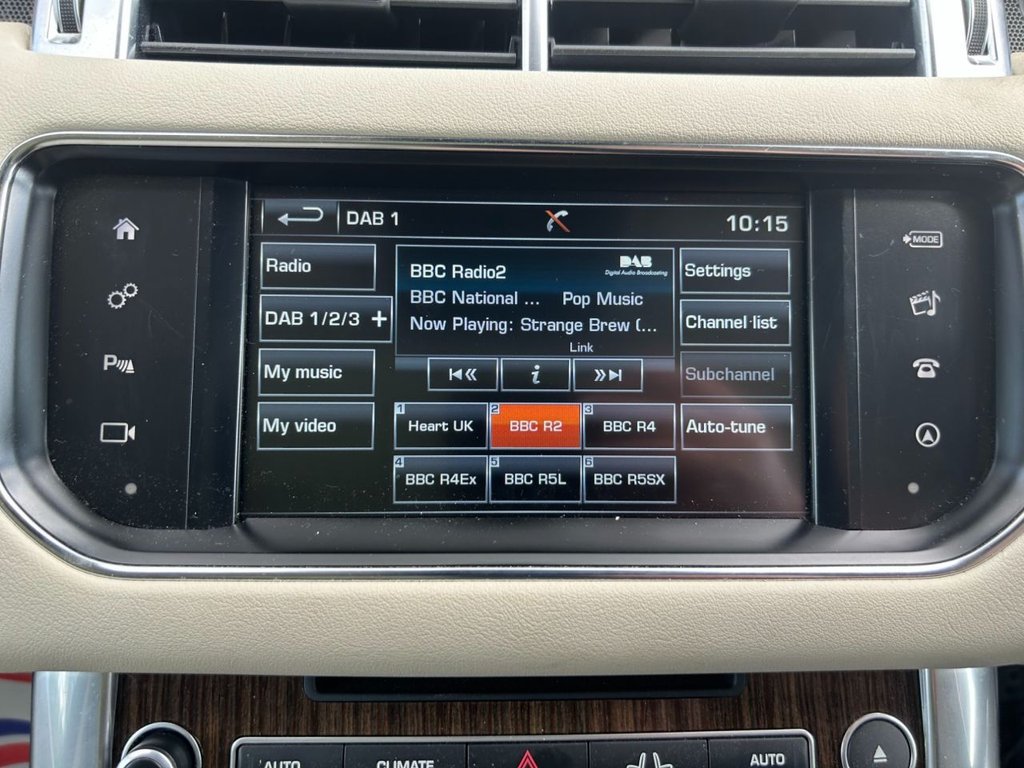 DAB 1
10:15
MODE
Radio
BBC Radio2
DAB
Digital Audio Broadcasting
Settings
BBC National ... Pop Music
DAB 1/2/3 +
Now Playing: Strange Brew (...
Channel list
Link
P
My music
i
Subchannel
My video
1 Heart UK
2 BBC R2
3 BBC R4
Auto-tune
4 BBC R4Ex
5 BBC R5L
6 BBC R5SX
AUTO
CLIMATE
AUTO